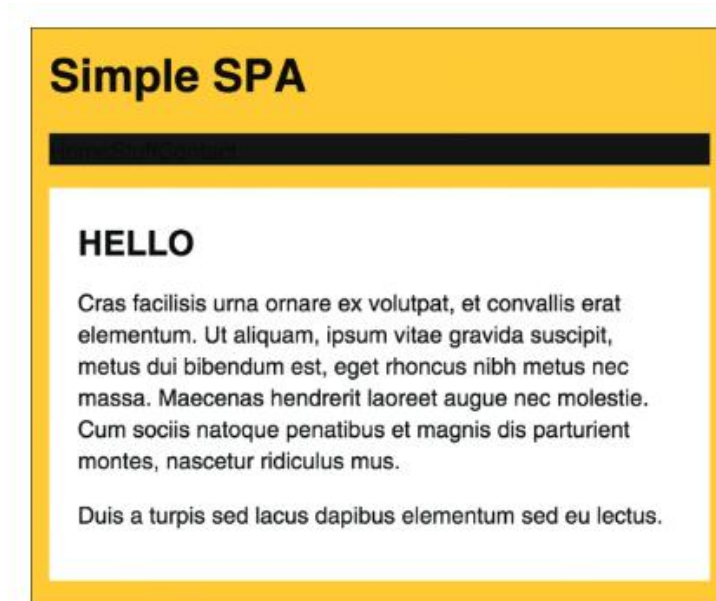 Simple SPA
HomeStuffContact
HELLO
Cras facilisis urna ornare ex volutpat, et convallis erat
elementum. Ut aliquam, ipsum vitae gravida suscipit,
metus dui bibendum est, eget rhoncus nibh metus nec
massa. Maecenas hendrerit laoreet augue nec molestie.
Cum sociis natoque penatibus et magnis dis parturient
montes, nascetur ridiculus mus.
Duis a turpis sed lacus dapibus elementum sed eu lectus.